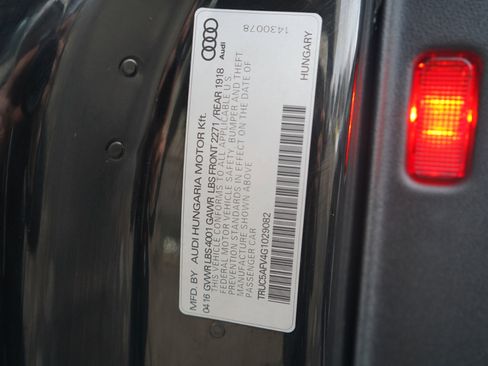 1430078
Audi
HUNGARY
MFD. BY AUDI HUNGARIA MOTOR Kft.
04 16 GVWR LBS 4001 GAWR LBS FRONT 2271 / REAR 1918
THIS VEHICLE CONFORMS TO ALL APPLICABLE U.S.
FEDERAL MOTOR VEHICLE SAFETY, BUMPER AND THEFT
PREVENTION STANDARDS IN EFFECT ON THE DATE OF
MANUFACTURE SHOWN ABOVE
PASSENGER CAR
TRUC5AFV4G1029082